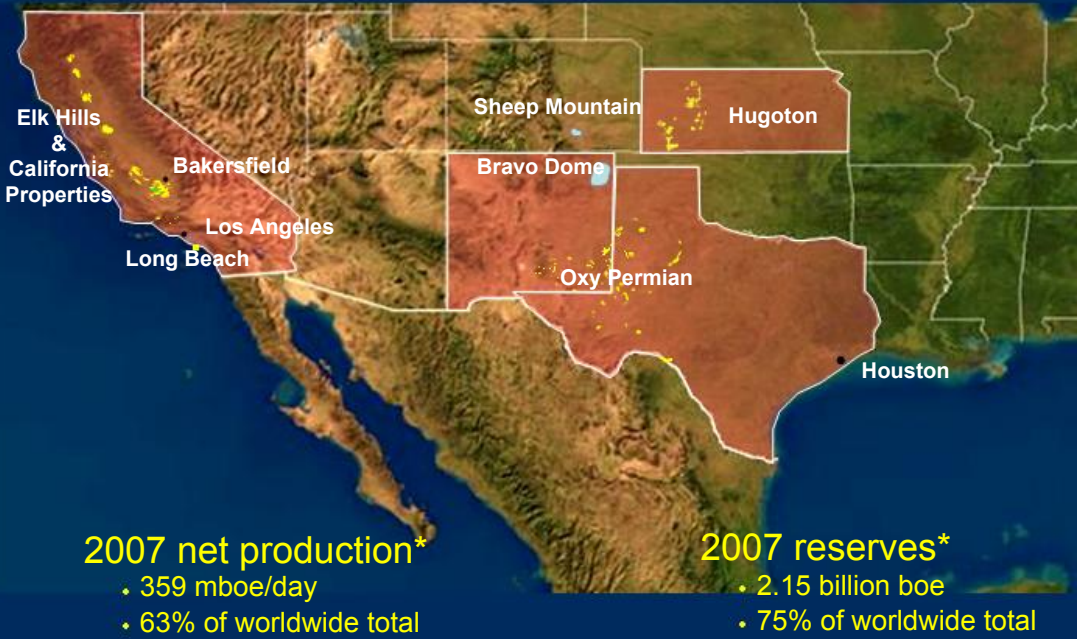 Elk Hills
&
California
Properties
Bakersfield
Los Angeles
Long Beach
Sheep Mountain
Hugoton
Bravo Dome
Oxy Permian
Houston
2007 net production*
• 359 mboe/day
• 63% of worldwide total
2007 reserves*
• 2.15 billion boe
• 75% of worldwide total